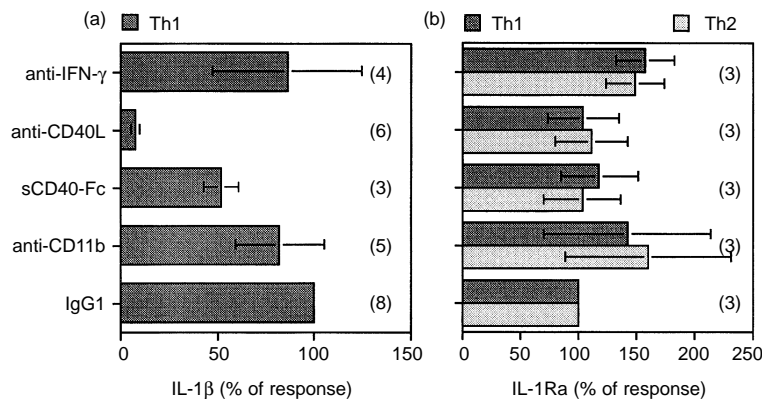 (a) Th1
(b) Th1 Th2
anti-IFN-γ (4) (3)
anti-CD40L (6) (3)
sCD40-Fc (3) (3)
anti-CD11b (5) (3)
IgG1 (8) (3)
0 50 100 150
0 50 100 150 200 250
IL-1β (% of response)
IL-1Ra (% of response)